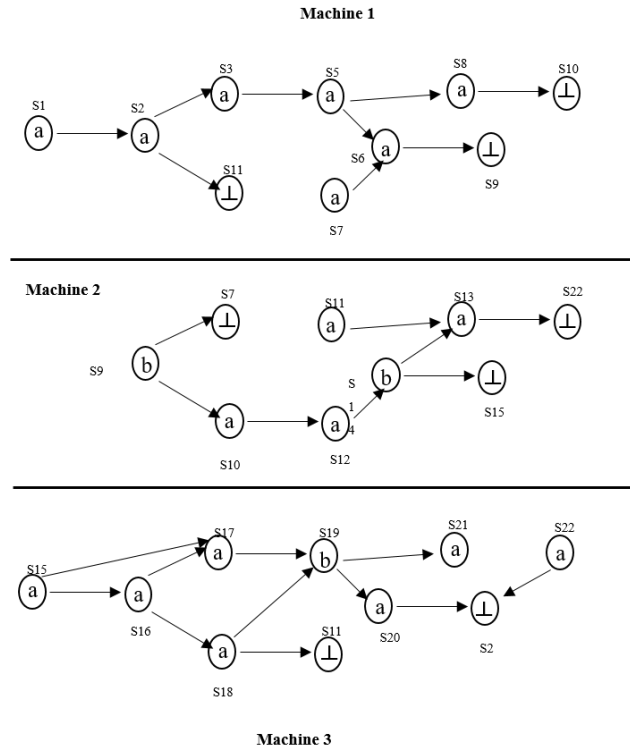 Machine 1
S3 S5 S8 S10
S1 S2
a a a ⊥
a a
S11 S6 a ⊥
⊥ a S9
S7
Machine 2
S7 S11 S13 S22
⊥ a a ⊥
S9 b S
b ⊥
1
a a 4 S15
S10 S12
S17 S19 S21 S22
a b a a
S15
a a a ⊥
S16 S11 S20 S2
a ⊥
S18
Machine 3